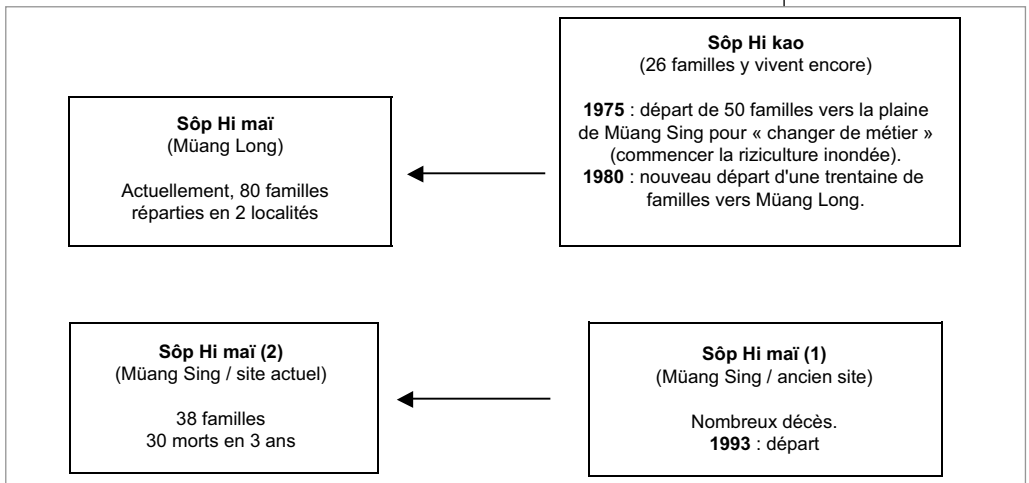 Sôp Hi kao
(26 familles y vivent encore)
1975 : départ de 50 familles vers la plaine
de Müang Sing pour « changer de métier »
(commencer la riziculture inondée).
1980 : nouveau départ d'une trentaine de
familles vers Müang Long.
Sôp Hi maï
(Müang Long)
Actuellement, 80 familles
réparties en 2 localités
Sôp Hi maï (2)
(Müang Sing / site actuel)
38 familles
30 morts en 3 ans
Sôp Hi maï (1)
(Müang Sing / ancien site)
Nombreux décès.
1993 : départ